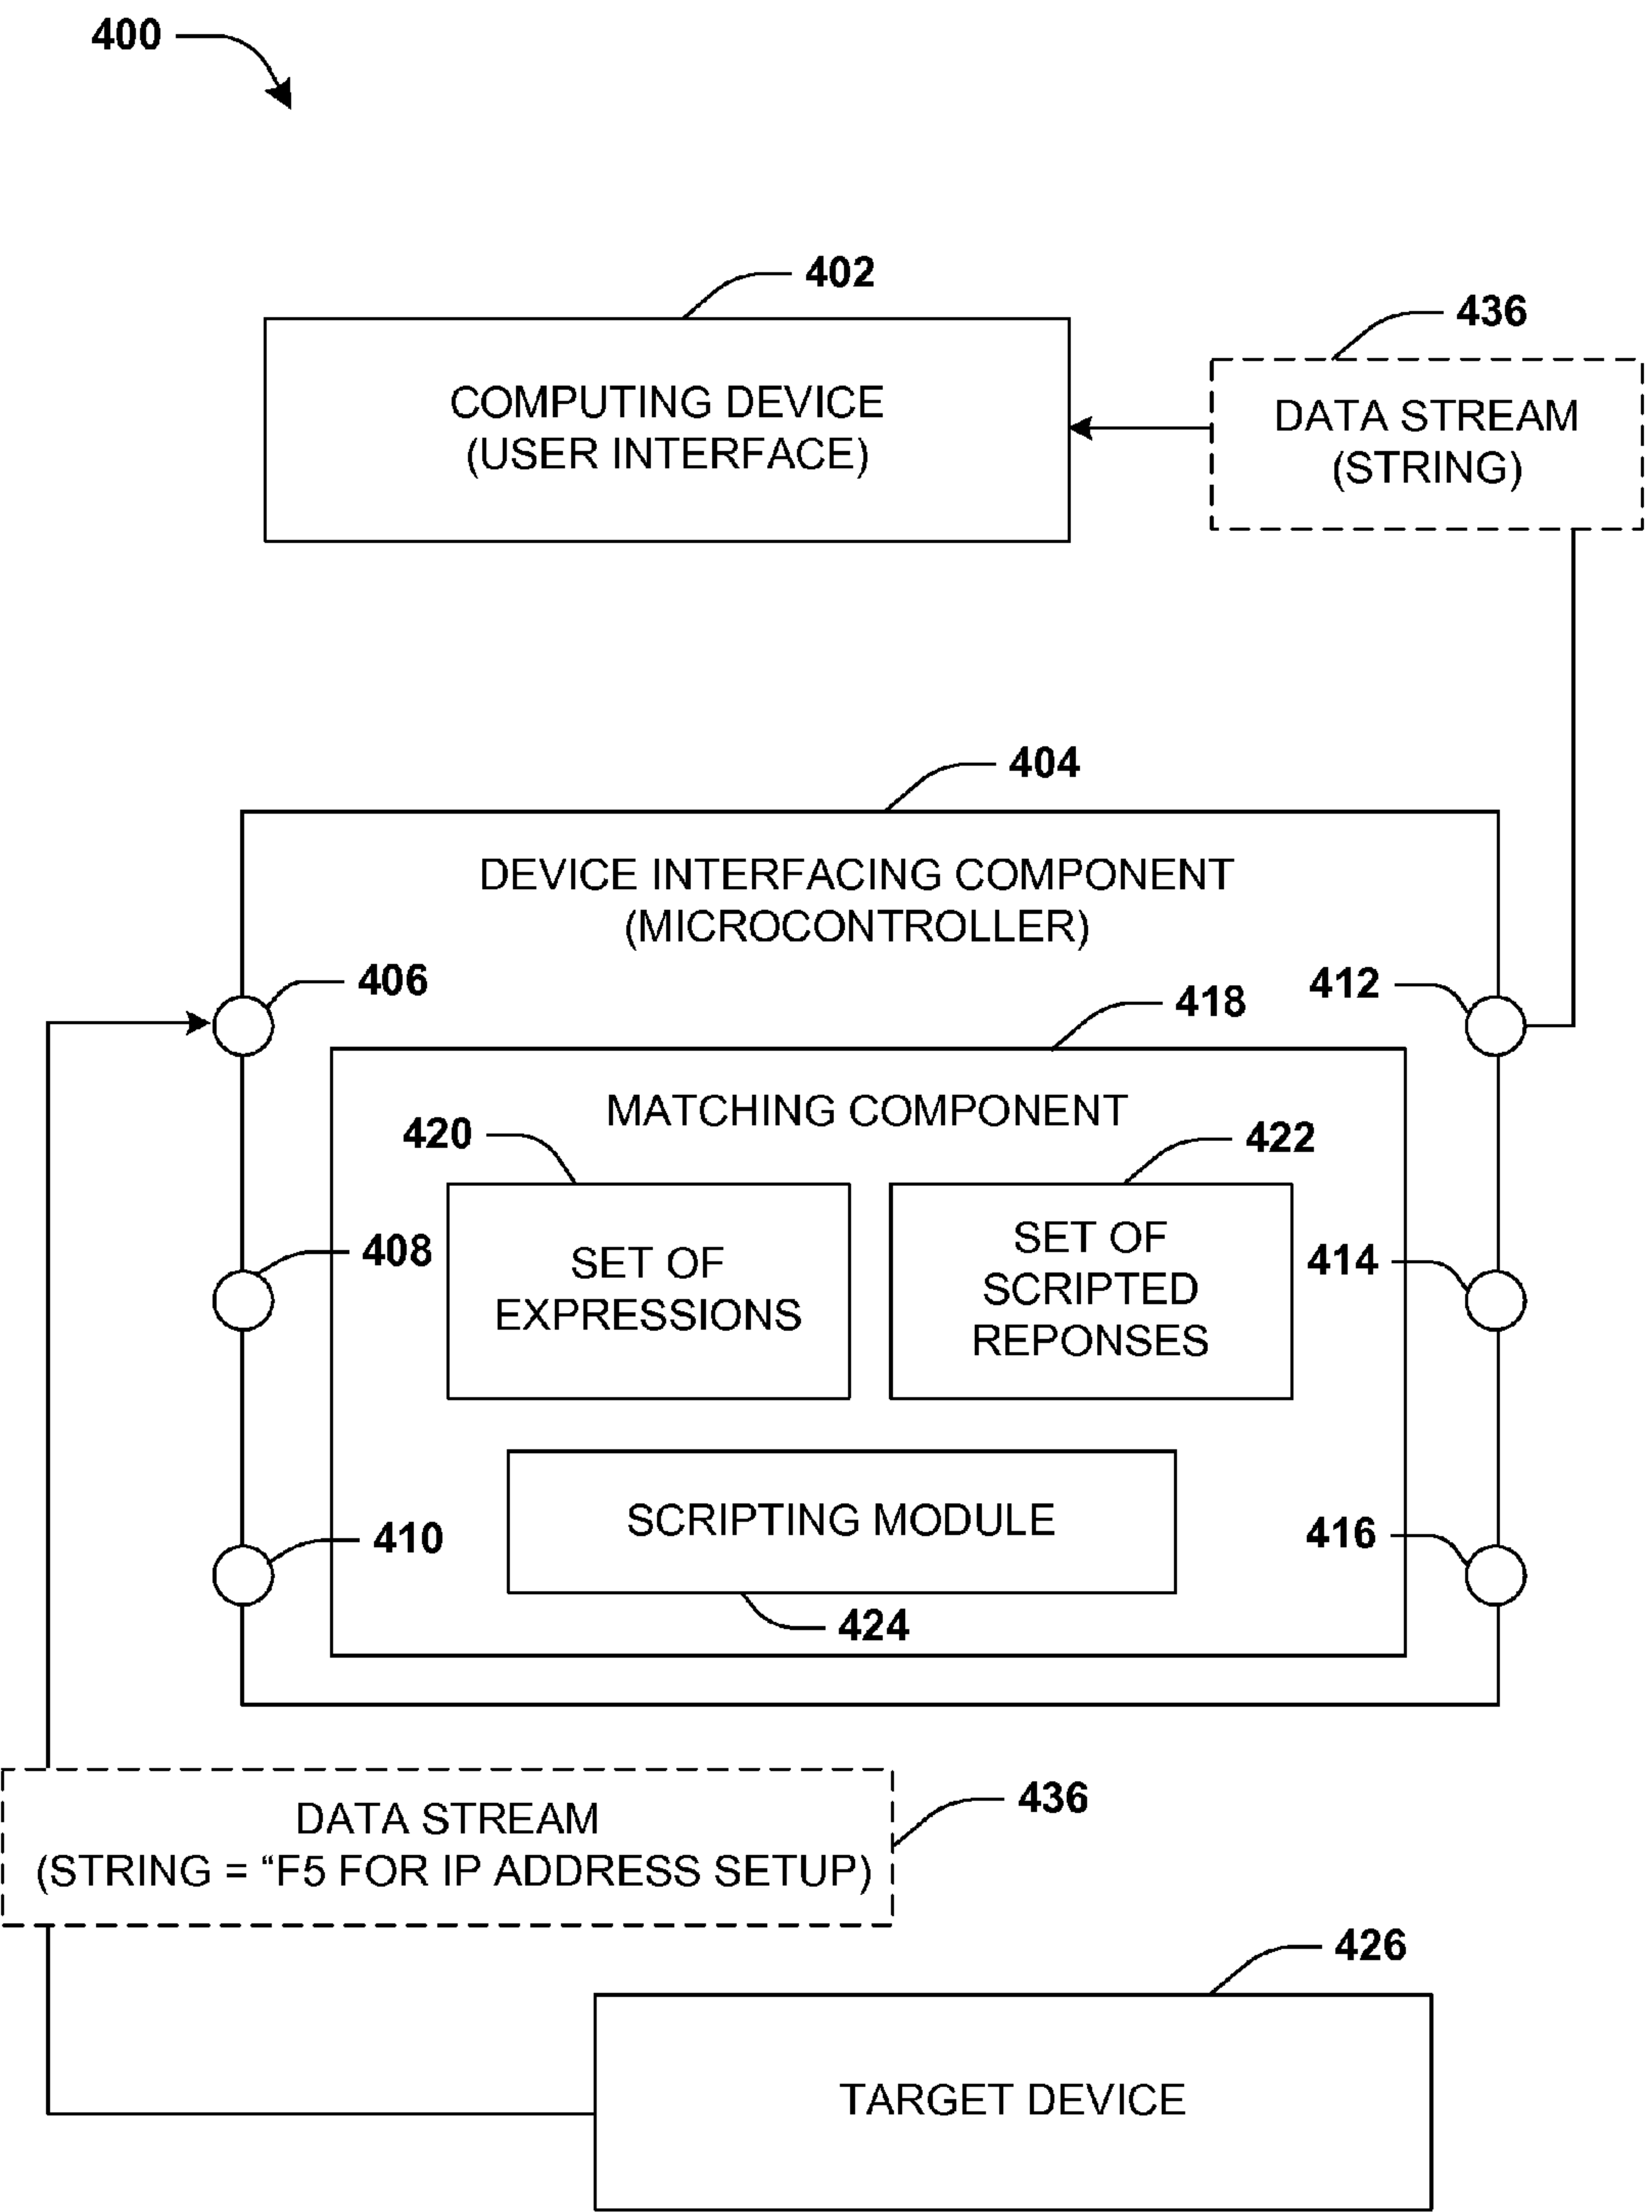 400
402
436
COMPUTING DEVICE
(USER INTERFACE)
DATA STREAM
(STRING)
404
DEVICE INTERFACING COMPONENT
(MICROCONTROLLER)
406
412
418
MATCHING COMPONENT
420
422
408
SET OF
EXPRESSIONS
SET OF
SCRIPTED
REPONSES
414
410
SCRIPTING MODULE
416
424
DATA STREAM
(STRING = “F5 FOR IP ADDRESS SETUP)
436
426
TARGET DEVICE